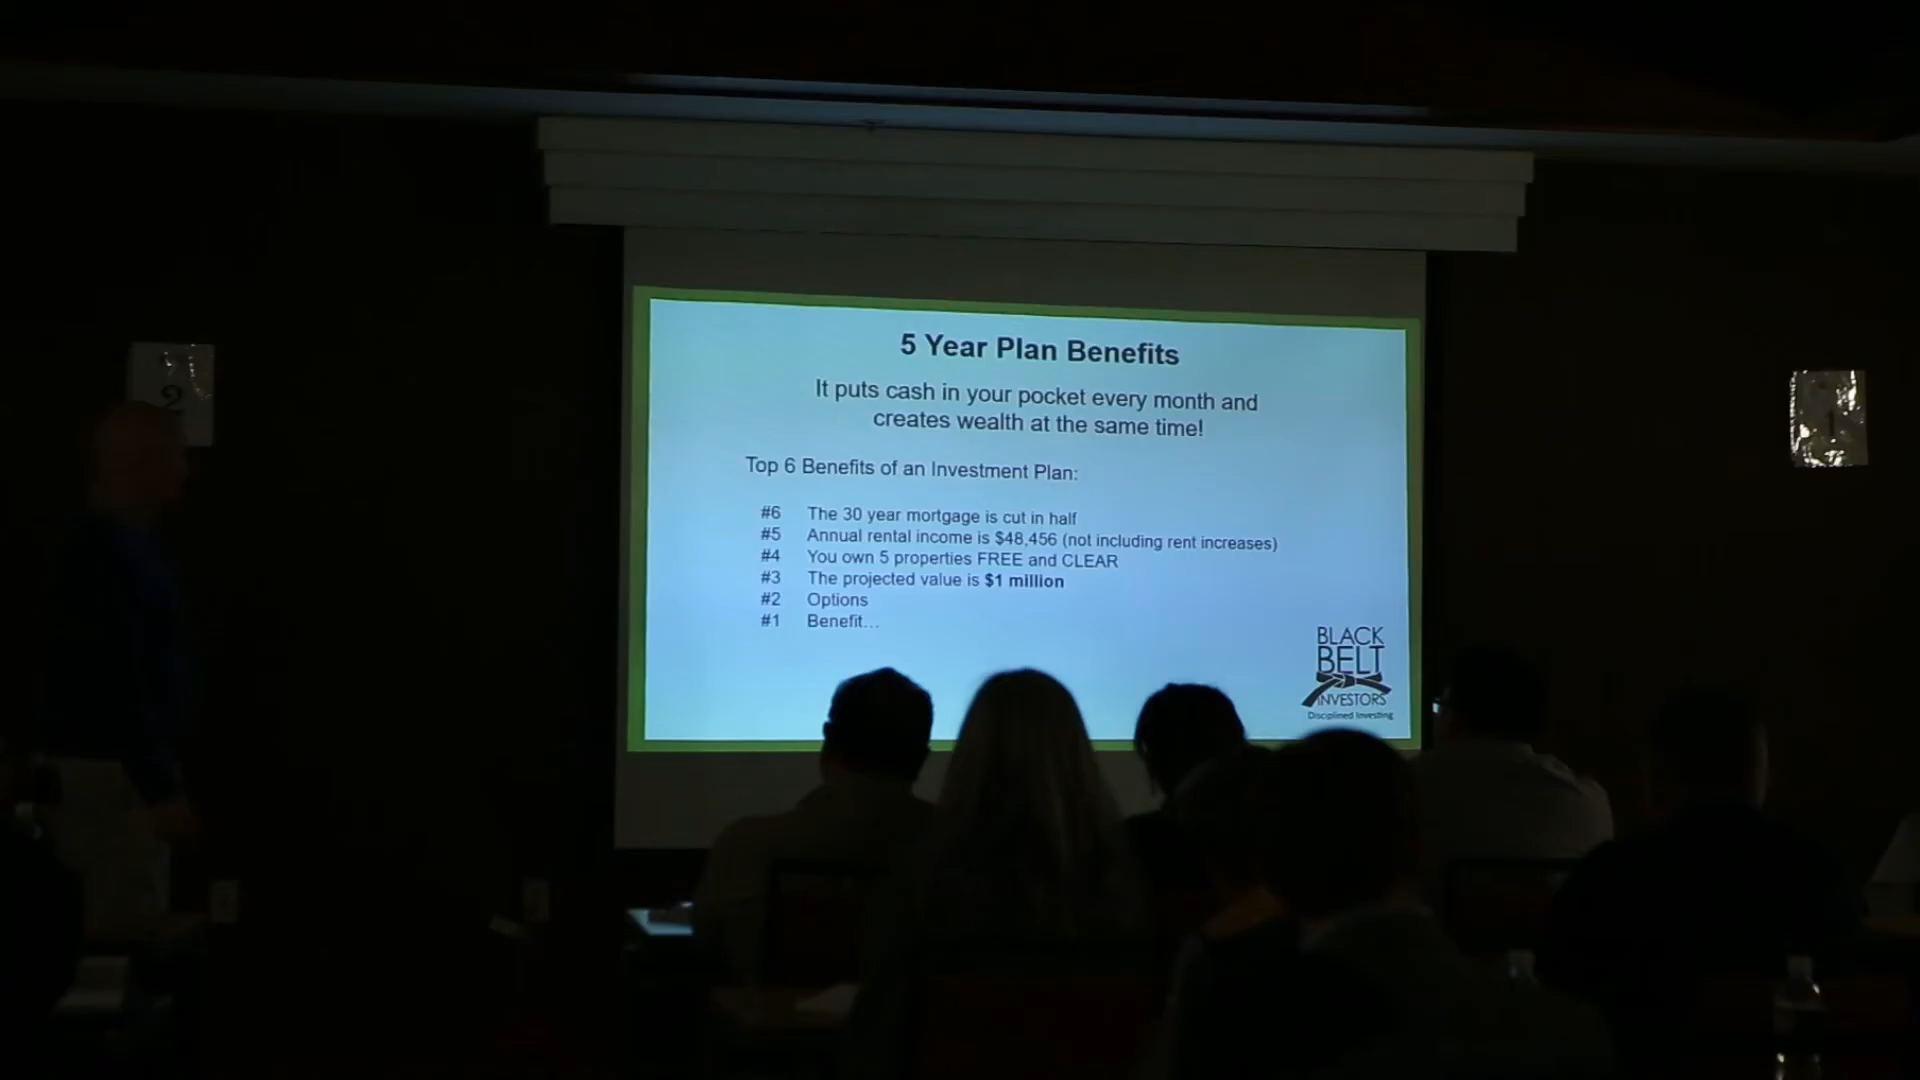 5 Year Plan Benefits
It puts cash in your pocket every month and
creates wealth at the same time!
Top 6 Benefits of an Investment Plan:
#6 The 30 year mortgage is cut in half
#5 Annual rental income is $48,456 (not including rent increases)
#4 You own 5 properties FREE and CLEAR
#3 The projected value is $1 million
#2 Options
#1 Benefit...
BLACK
BELT
INVESTORS
Disciplined Investing
2
1